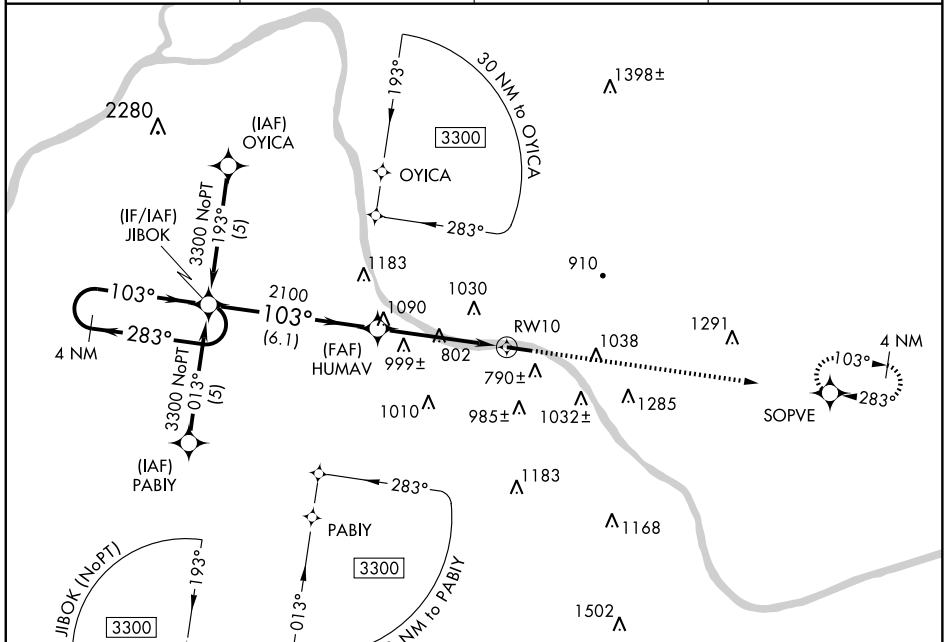 2280
(IAF)
OYICA
(IF/IAF)
JIBOK
3300 NoPT
193°
(5)
193°
30 NM to OYICA
3300
OYICA
283°
1398±
103°
283°
4 NM
2100
103°
(6.1)
1183
1090
1030
910
RW10
(FAF)
HUMAV
999±
802
790±
1038
1291
1010
985±
1032±
1285
103°
4 NM
283°
SOPVE
3300 NoPT
013°
(5)
(IAF)
PABIY
283°
PABIY
3300
013°
NM to PABIY
1183
1168
1502
JIBOK (NoPT)
193°
3300